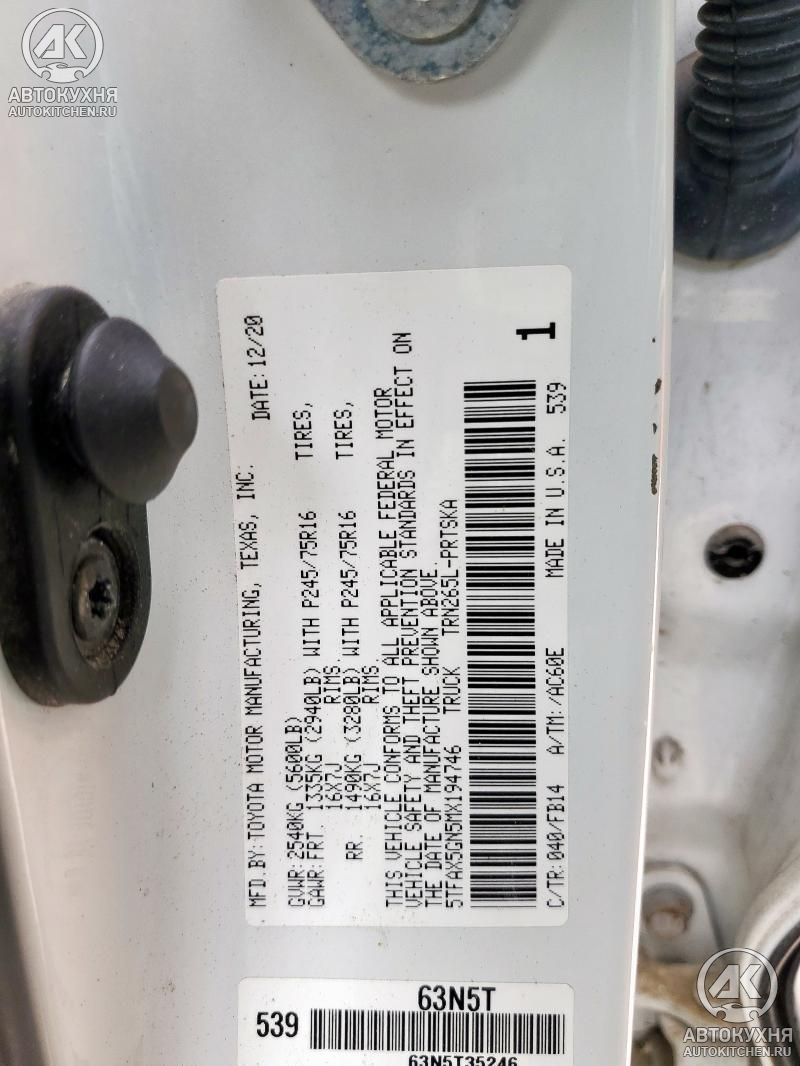 AK
АВТОКУХНЯ
AUTOKITCHEN.RU
MFD.BY:TOYOTA MOTOR MANUFACTURING, TEXAS, INC. DATE:12/20
GVWR:2540KG (5600LB)
GAWR:FRT. 1335KG (2940LB) WITH P245/75R16 TIRES,
16X7J RIMS.
RR. 1490KG (3280LB) WITH P245/75R16 TIRES,
16X7J RIMS.
THIS VEHICLE CONFORMS TO ALL APPLICABLE FEDERAL MOTOR
VEHICLE SAFETY AND THEFT PREVENTION STANDARDS IN EFFECT ON
THE DATE OF MANUFACTURE SHOWN ABOVE.
5TFAX5GN5MX194746 TRUCK TRN265L-PRTSKA
1
C/TR:040/FB14 A/TM:/AC60E MADE IN U.S.A. 539
63N5T
539
63N5T35246
AK
АВТОКУХНЯ
AUTOKITCHEN.RU